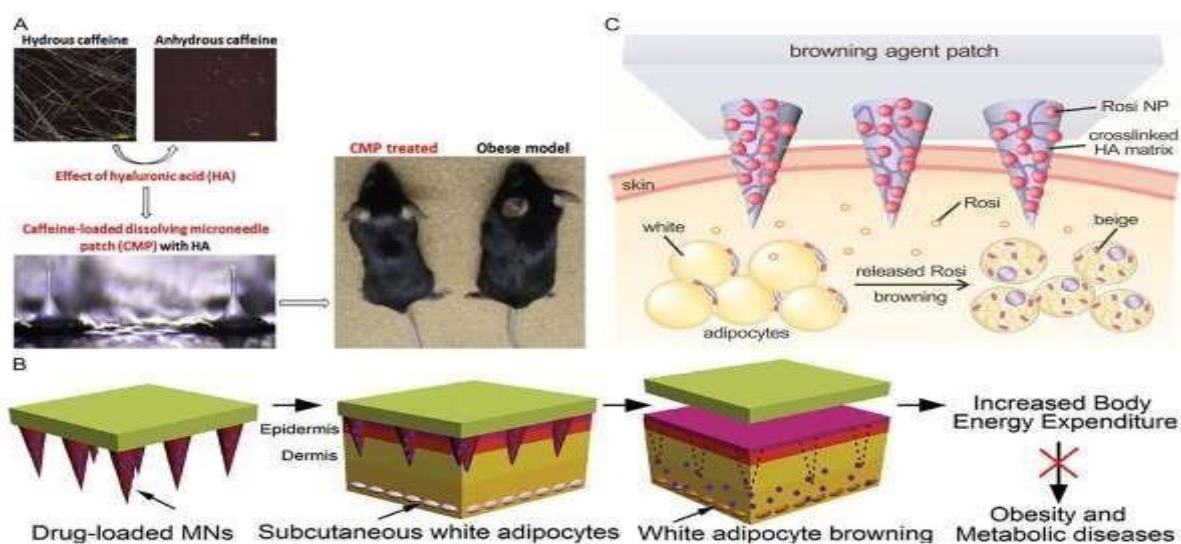 A
Hydrous caffeine
Anhydrous caffeine
Effect of hyaluronic acid (HA)
Caffeine-loaded dissolving microneedle
patch (CMP) with HA
CMP treated
Obese model
C
browning agent patch
Rosi NP
crosslinked
HA matrix
skin
Rosi
white
beige
released Rosi
browning
adipocytes
B
Epidermis
Dermis
Drug-loaded MNs
Subcutaneous white adipocytes
White adipocyte browning
Increased Body
Energy Expenditure
Obesity and
Metabolic diseases